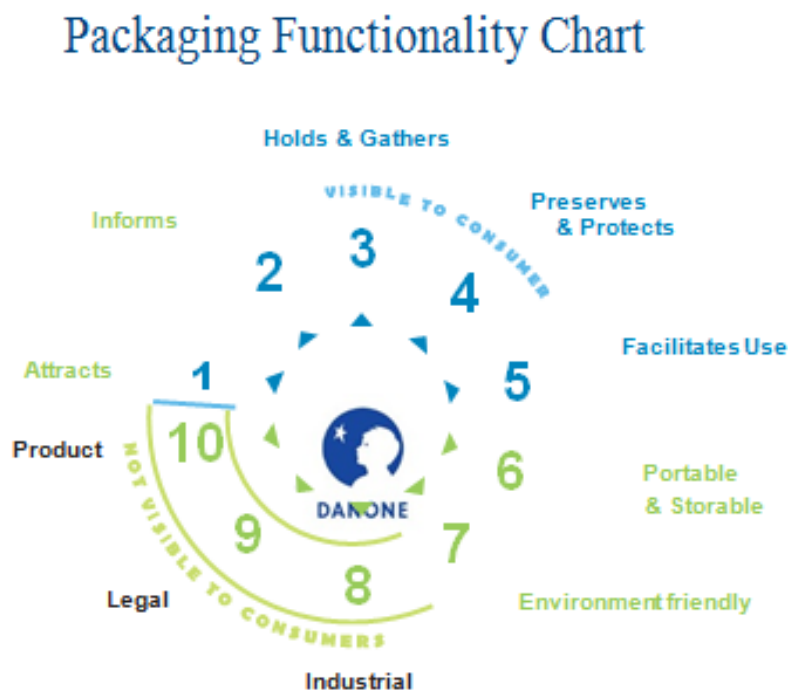 Packaging Functionality Chart
Holds & Gathers
VISIBLE TO CONSUMER
Preserves
& Protects
Informs
3
2
4
Facilitates Use
Attracts
1
5
Product
10
6
Portable
& Storable
DANONE
NOT VISIBLE TO CONSUMERS
9
7
8
Legal
Environment friendly
Industrial